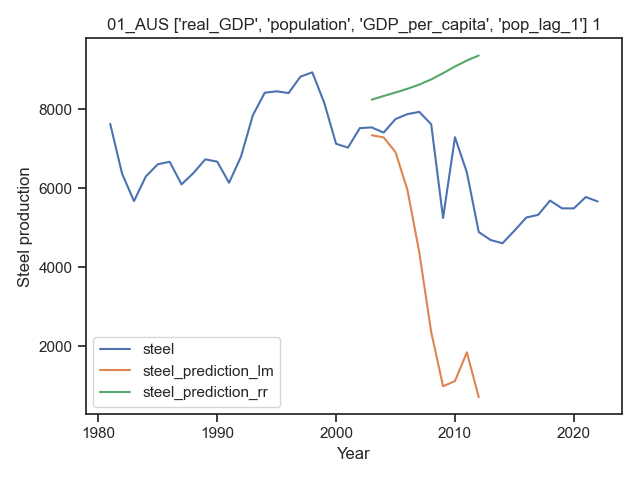 01_AUS ['real_GDP', 'population', 'GDP_per_capita', 'pop_lag_1'] 1
Steel production
8000
6000
4000
2000
steel
steel_prediction_lm
steel_prediction_rr
1980
1990
2000
2010
2020
Year